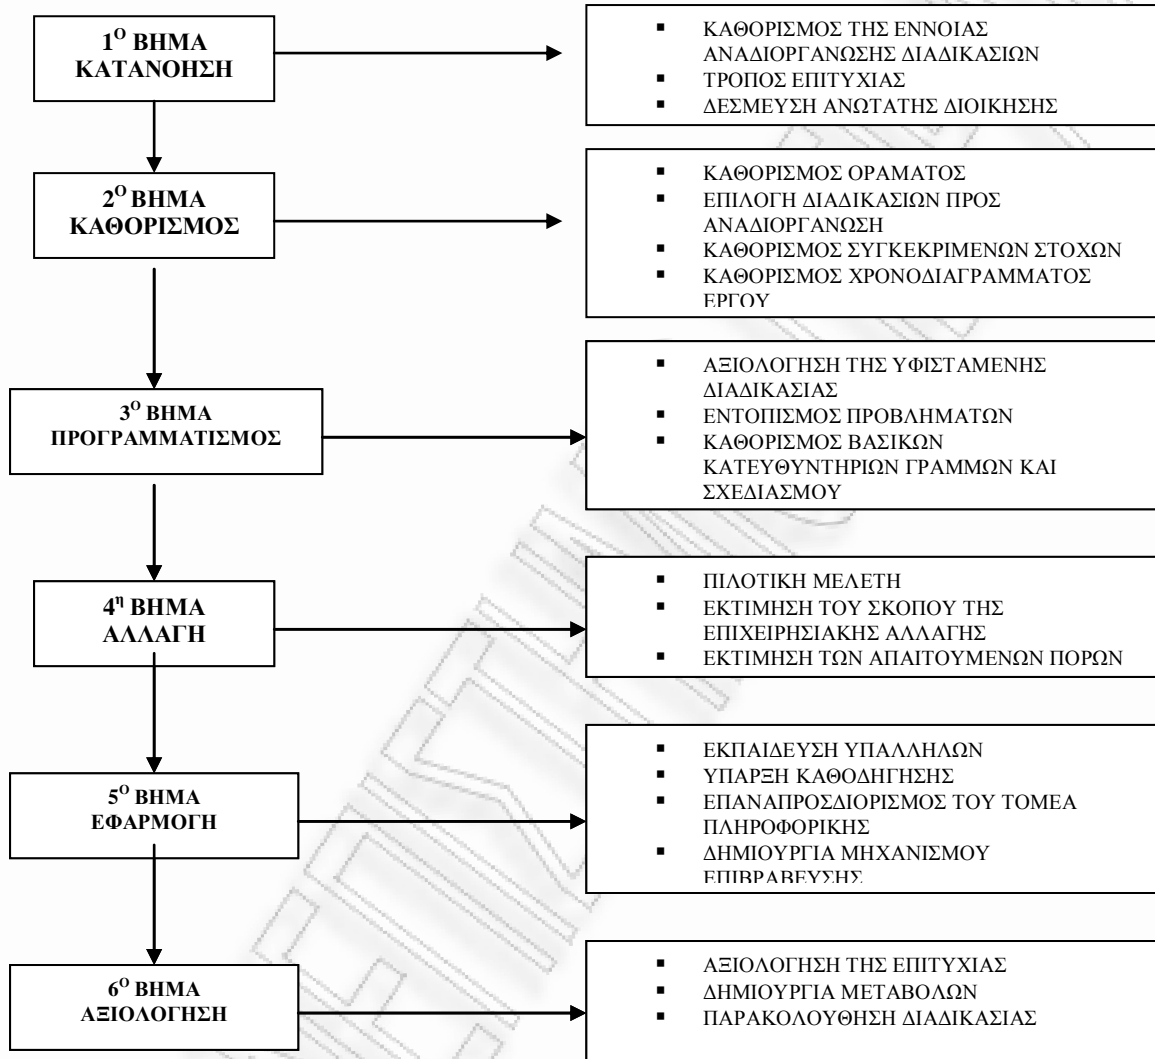 1Ο ΒΗΜΑ
ΚΑΤΑΝΟΗΣΗ
▪ ΚΑΘΟΡΙΣΜΟΣ ΤΗΣ ΕΝΝΟΙΑΣ
ΑΝΑΔΙΟΡΓΑΝΩΣΗΣ ΔΙΑΔΙΚΑΣΙΩΝ
▪ ΤΡΟΠΟΣ ΕΠΙΤΥΧΙΑΣ
▪ ΔΕΣΜΕΥΣΗ ΑΝΩΤΑΤΗΣ ΔΙΟΙΚΗΣΗΣ
2Ο ΒΗΜΑ
ΚΑΘΟΡΙΣΜΟΣ
▪ ΚΑΘΟΡΙΣΜΟΣ ΟΡΑΜΑΤΟΣ
▪ ΕΠΙΛΟΓΗ ΔΙΑΔΙΚΑΣΙΩΝ ΠΡΟΣ
ΑΝΑΔΙΟΡΓΑΝΩΣΗ
▪ ΚΑΘΟΡΙΣΜΟΣ ΣΥΓΚΕΚΡΙΜΕΝΩΝ ΣΤΟΧΩΝ
▪ ΚΑΘΟΡΙΣΜΟΣ ΧΡΟΝΟΔΙΑΓΡΑΜΜΑΤΟΣ
ΕΡΓΟΥ
3Ο ΒΗΜΑ
ΠΡΟΓΡΑΜΜΑΤΙΣΜΟΣ
▪ ΑΞΙΟΛΟΓΗΣΗ ΤΗΣ ΥΦΙΣΤΑΜΕΝΗΣ
ΔΙΑΔΙΚΑΣΙΑΣ
▪ ΕΝΤΟΠΙΣΜΟΣ ΠΡΟΒΛΗΜΑΤΩΝ
▪ ΚΑΘΟΡΙΣΜΟΣ ΒΑΣΙΚΩΝ
ΚΑΤΕΥΘΥΝΤΗΡΙΩΝ ΓΡΑΜΜΩΝ ΚΑΙ
ΣΧΕΔΙΑΣΜΟΥ
4η ΒΗΜΑ
ΑΛΛΑΓΗ
▪ ΠΙΛΟΤΙΚΗ ΜΕΛΕΤΗ
▪ ΕΚΤΙΜΗΣΗ ΤΟΥ ΣΚΟΠΟΥ ΤΗΣ
ΕΠΙΧΕΙΡΗΣΙΑΚΗΣ ΑΛΛΑΓΗΣ
▪ ΕΚΤΙΜΗΣΗ ΤΩΝ ΑΠΑΙΤΟΥΜΕΝΩΝ ΠΟΡΩΝ
5Ο ΒΗΜΑ
ΕΦΑΡΜΟΓΗ
▪ ΕΚΠΑΙΔΕΥΣΗ ΥΠΑΛΛΗΛΩΝ
▪ ΥΠΑΡΞΗ ΚΑΘΟΔΗΓΗΣΗΣ
▪ ΕΠΑΝΑΠΡΟΣΔΙΟΡΙΣΜΟΣ ΤΟΥ ΤΟΜΕΑ
ΠΛΗΡΟΦΟΡΙΚΗΣ
▪ ΔΗΜΙΟΥΡΓΙΑ ΜΗΧΑΝΙΣΜΟΥ
ΕΠΙΒΡΑΒΕΥΣΗΣ
6Ο ΒΗΜΑ
ΑΞΙΟΛΟΓΗΣΗ
▪ ΑΞΙΟΛΟΓΗΣΗ ΤΗΣ ΕΠΙΤΥΧΙΑΣ
▪ ΔΗΜΙΟΥΡΓΙΑ ΜΕΤΑΒΟΛΩΝ
▪ ΠΑΡΑΚΟΛΟΥΘΗΣΗ ΔΙΑΔΙΚΑΣΙΑΣ